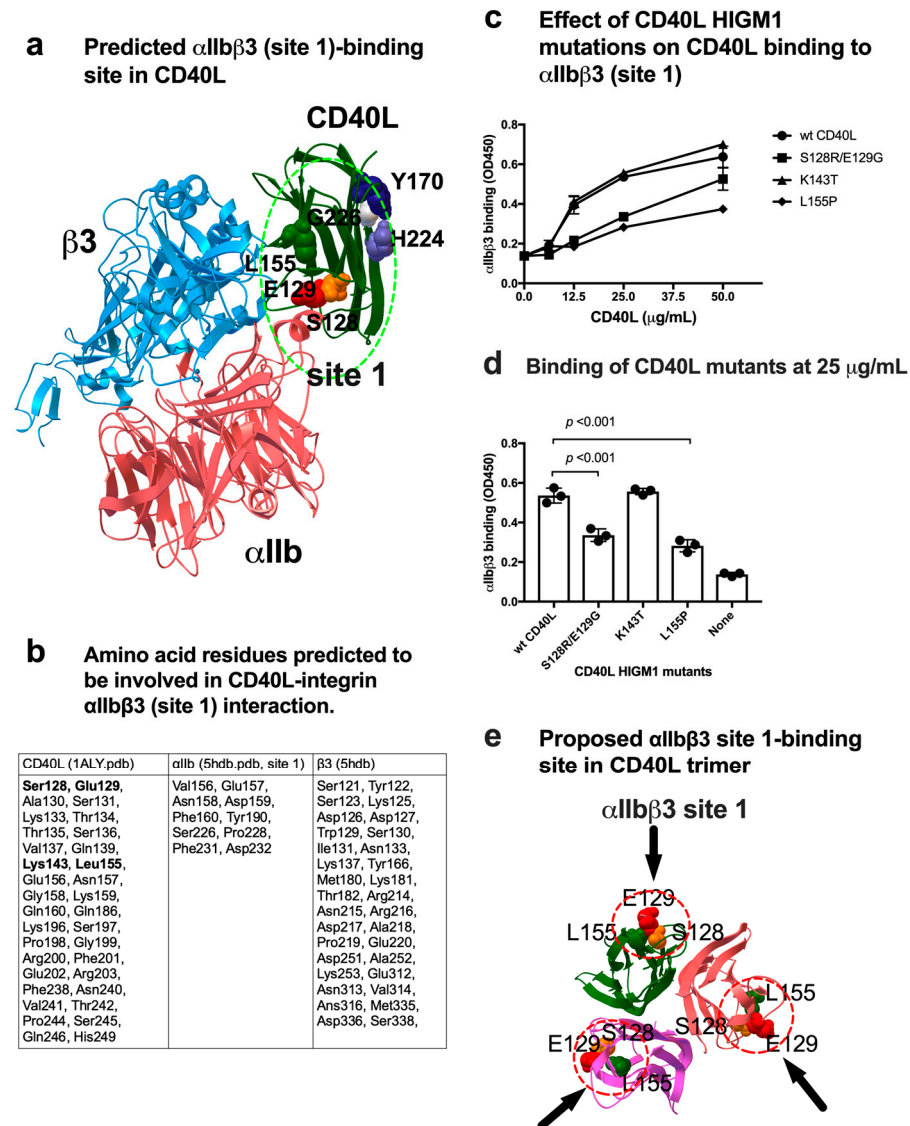 a
Predicted αIIbβ3 (site 1)-binding
site in CD40L
CD40L
Y170
G226
H224
β3
L155
E129
S128
site 1
αIIb
b
Amino acid residues predicted to
be involved in CD40L-integrin
αIIbβ3 (site 1) interaction.
CD40L (1ALY.pdb)
Ser128, Glu129,
Ala130, Ser131,
Lys133, Thr134,
Thr135, Ser136,
Val137, Gln139,
Lys143, Leu155,
Glu156, Asn157,
Gly158, Lys159,
Gln160, Gln186,
Lys196, Ser197,
Pro198, Gly199,
Arg200, Phe201,
Glu202, Arg203,
Phe238, Asn240,
Val241, Thr242,
Pro244, Ser245,
Gln246, His249
αIIb (5hdb.pdb, site 1)
Val156, Glu157,
Asn158, Asp159,
Phe160, Tyr190,
Ser226, Pro228,
Phe231, Asp232
β3 (5hdb)
Ser121, Tyr122,
Ser123, Lys125,
Asp126, Asp127,
Trp129, Ser130,
Ile131, Asn133,
Lys137, Tyr166,
Met180, Lys181,
Thr182, Arg214,
Asn215, Arg216,
Asp217, Ala218,
Pro219, Glu220,
Asp251, Ala252,
Lys253, Glu312,
Asn313, Val314,
Ans316, Met335,
Asp336, Ser338,
c
Effect of CD40L HIGM1
mutations on CD40L binding to
αIIbβ3 (site 1)
αIIbβ3 binding (OD450)
0.8
0.6
0.4
0.2
0.0
0.0 12.5 25.0 37.5 50.0
CD40L (μg/mL)
wt CD40L
S128R/E129G
K143T
L155P
d
Binding of CD40L mutants at 25 μg/mL
αIIbβ3 binding (OD450)
0.8
0.6
0.4
0.2
0.0
p <0.001
p <0.001
wt CD40L
S128R/E129G
K143T
L155P
None
CD40L HIGM1 mutants
e
Proposed αIIbβ3 site 1-binding
site in CD40L trimer
αIIbβ3 site 1
E129
L155
S128
L155
S128
E129
E129
S128
L155